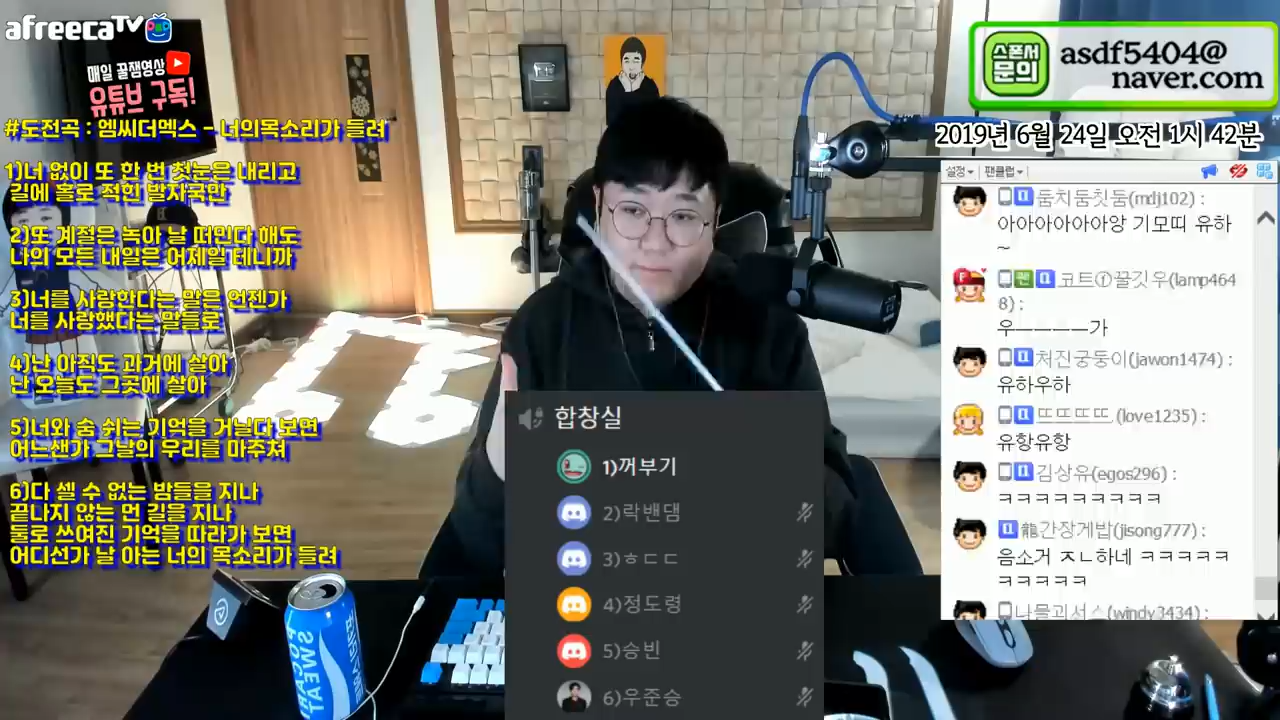 afreecaTV
매일 꿀잼영상
유튜브 구독!
#도전곡 : 엠씨더멕스 - 너의목소리가 들려
1)너 없이 또 한 번 첫눈은 내리고
길에 홀로 적힌 발자국만
2)또 계절은 녹아 날 떠민다 해도
나의 모든 내일은 어제일 테니까
3)너를 사랑한다는 말은 언젠가
너를 사랑했다는 말들로
4)난 아직도 과거에 살아
난 오늘도 그곳에 살아
5)너와 숨 쉬는 기억을 거닐다 보면
어느샌가 그날의 우리를 마주쳐
6)다 셀 수 없는 밤들을 지나
끝나지 않는 먼 길을 지나
둘로 쓰여진 기억을 따라가 보면
어디선가 날 아는 너의 목소리가 들려
POCARI
SWEAT
합창실
1)꺼부기
2)락밴댐
3)ㅎㄷㄷ
4)정도령
5)승빈
6)우준승
스폰서
문의
asdf5404@
naver.com
2019년 6월 24일 오전 1시 42분
설정 팬클럽
둠치둠칫둠(mdj102) :
아아아아아아앙 기모띠 유하
~
팬 코트ⓕ꿀깃우(lamp464
8) :
우ㅡㅡㅡㅡㅡ가
처진궁둥이(jawon1474) :
유하우하
뜨뜨뜨뜨.(love1235) :
유항유항
김상유(egos296) :
ㅋㅋㅋㅋㅋㅋㅋㅋㅋ
龍간장게밥(jisong777) :
음소거 ㅈㄴ하네 ㅋㅋㅋㅋㅋ
ㅋㅋㅋㅋㅋ